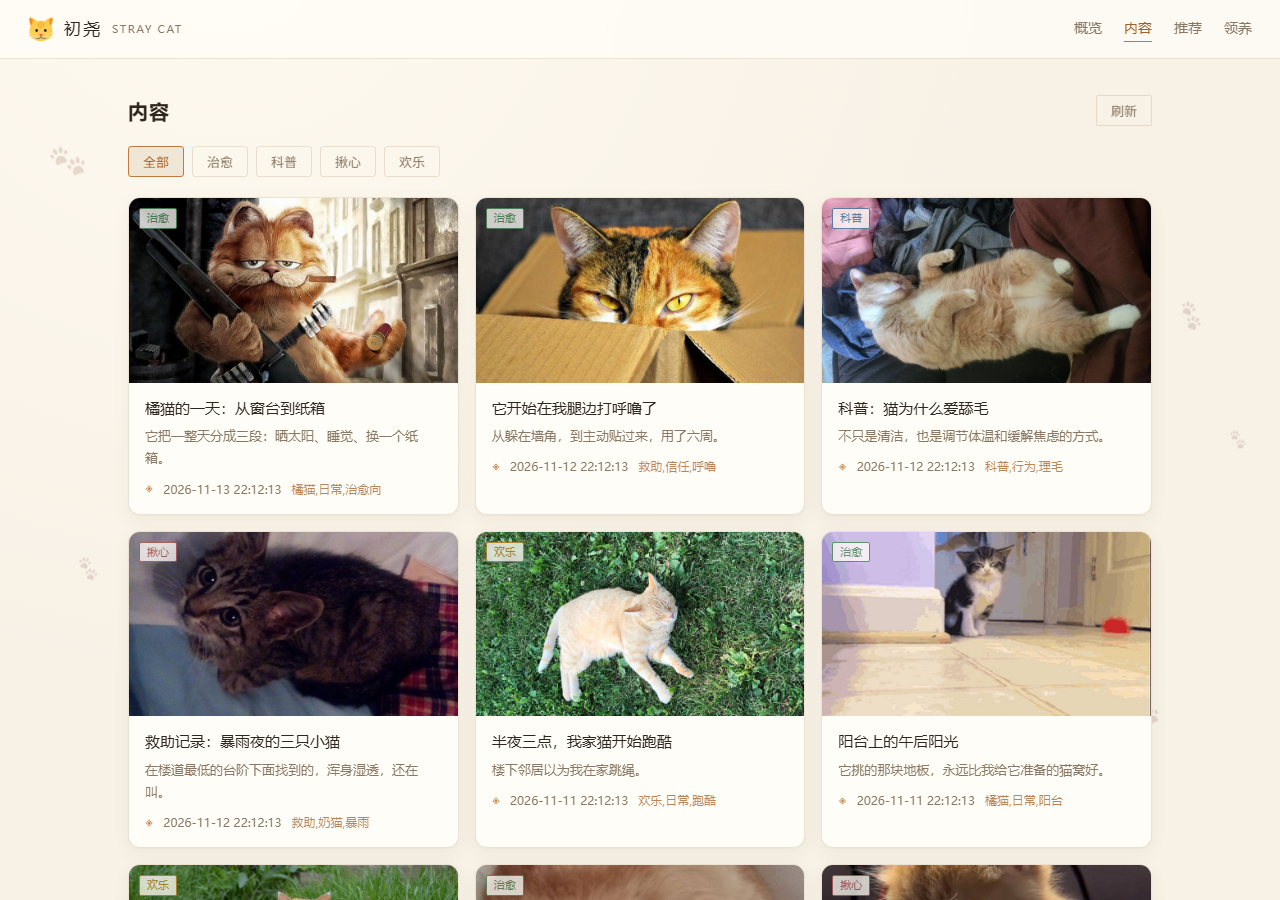 初尧 STRAY CAT
概览 内容 推荐 领养
内容
刷新
全部 治愈 科普 揪心 欢乐
治愈
橘猫的一天：从窗台到纸箱
它把一整天分成三段：晒太阳、睡觉、换一个纸
箱。
2026-11-13 22:12:13 橘猫,日常,治愈向
治愈
它开始在我腿边打呼噜了
从躲在墙角，到主动贴过来，用了六周。
2026-11-12 22:12:13 救助,信任,呼噜
科普
科普：猫为什么爱舔毛
不只是清洁，也是调节体温和缓解焦虑的方式。
2026-11-12 22:12:13 科普,行为,理毛
揪心
救助记录：暴雨夜的三只小猫
在楼道最低的台阶下面找到的，浑身湿透，还在
叫。
2026-11-12 22:12:13 救助,奶猫,暴雨
欢乐
半夜三点，我家猫开始跑酷
楼下邻居以为我在家跳绳。
2026-11-11 22:12:13 欢乐,日常,跑酷
治愈
阳台上的午后阳光
它挑的那块地板，永远比我给它准备的猫窝好。
2026-11-11 22:12:13 橘猫,日常,阳台
欢乐
治愈
揪心